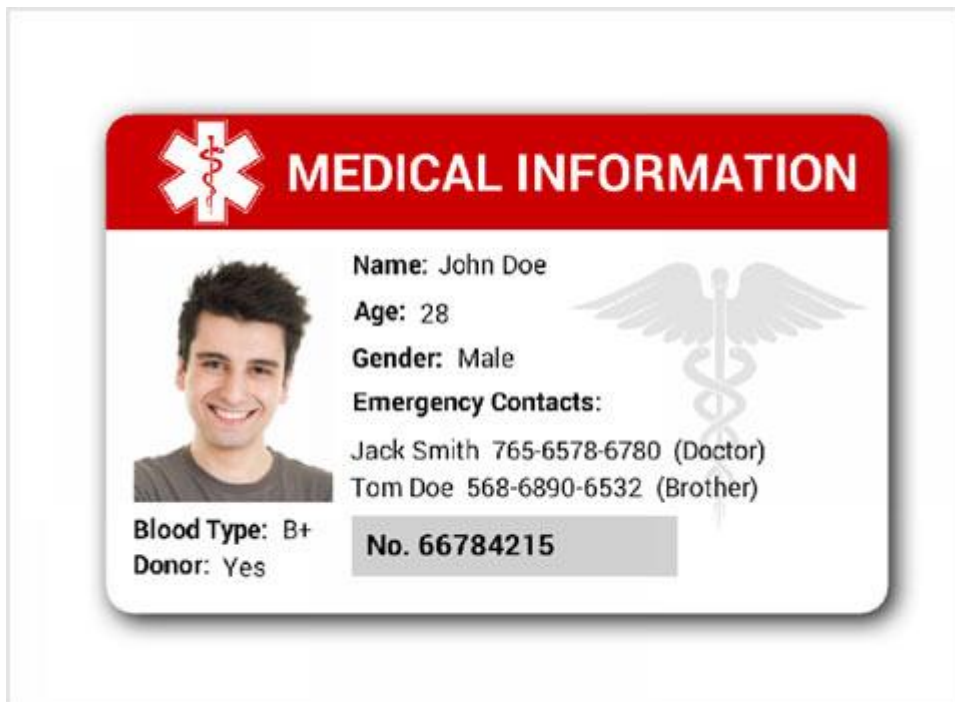 MEDICAL INFORMATION
Name: John Doe
Age: 28
Gender: Male
Emergency Contacts:
Jack Smith 765-6578-6780 (Doctor)
Tom Doe 568-6890-6532 (Brother)
Blood Type: B+
Donor: Yes
No. 66784215